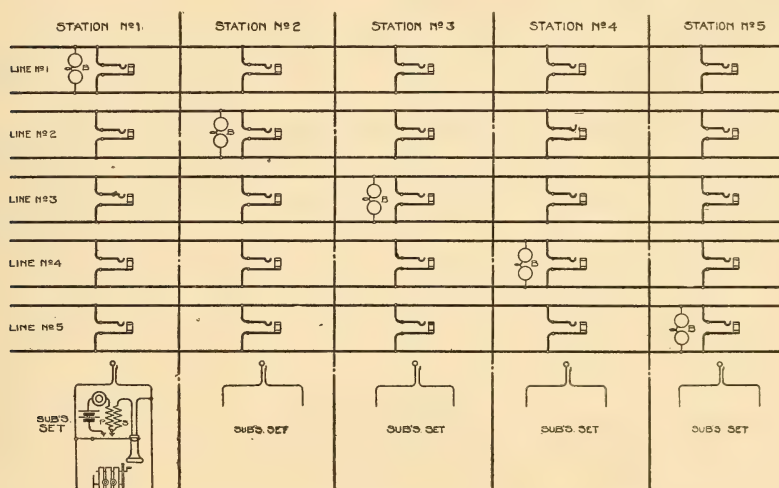 STATION Nº1. STATION Nº2 STATION Nº3 STATION Nº4 STATION Nº5
LINE Nº1 B
LINE Nº2 B
LINE Nº3 B
LINE Nº4 B
LINE Nº5 B
P S
SUB'S. SET SUB'S. SET SUB'S. SET SUB'S. SET SUB'S. SET